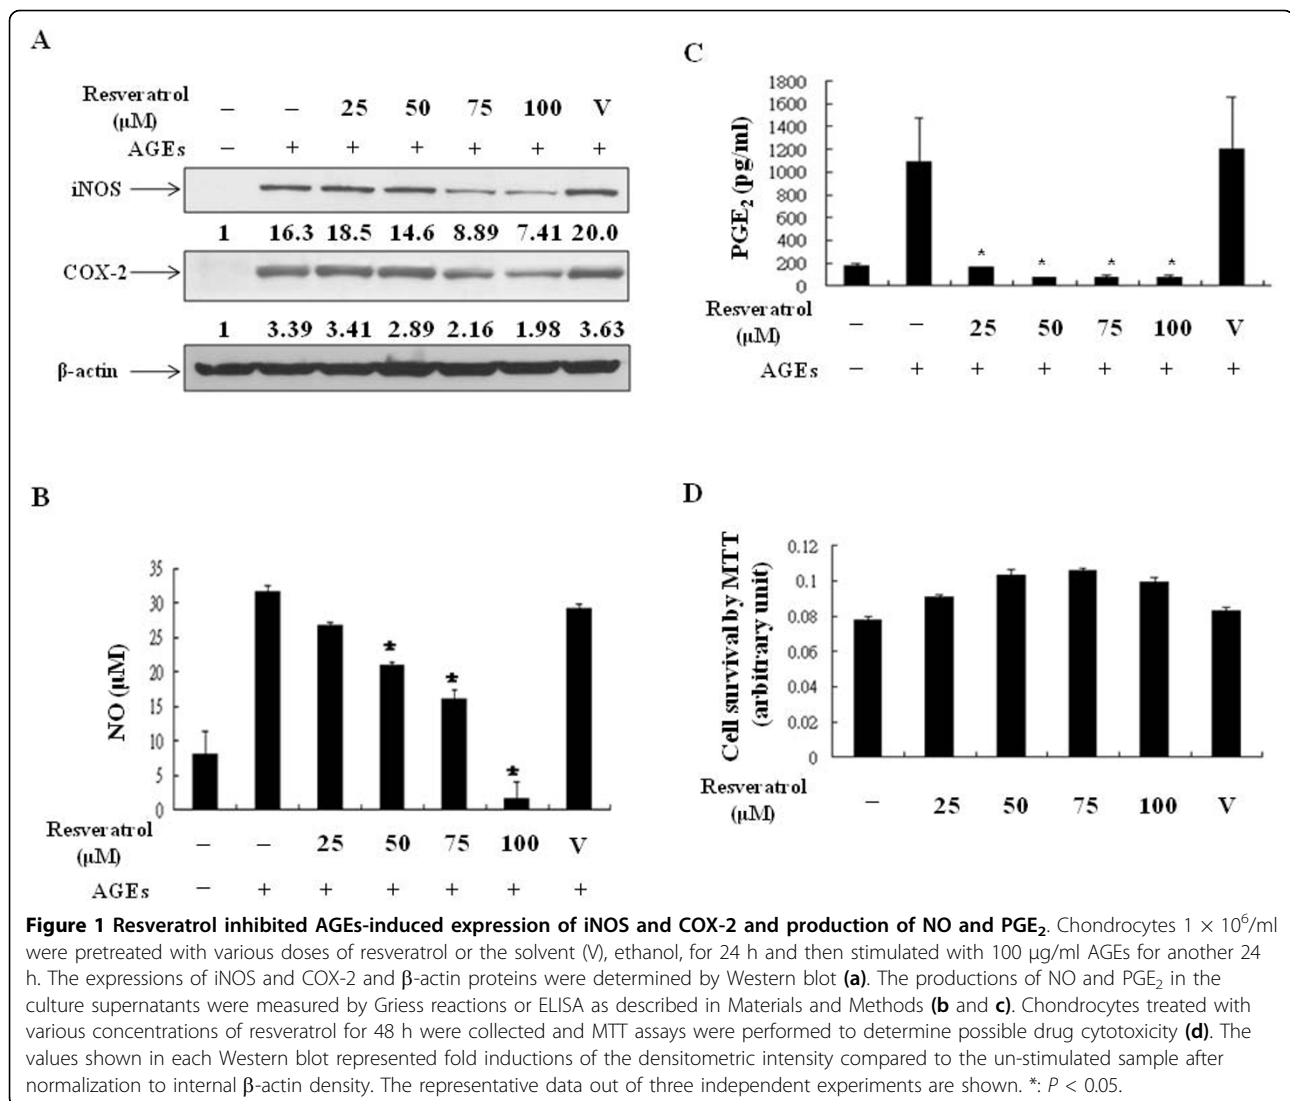 A
Resveratrol (μM) – – 25 50 75 100 V
AGEs – + + + + + +
iNOS
1 16.3 18.5 14.6 8.89 7.41 20.0
COX-2
1 3.39 3.41 2.89 2.16 1.98 3.63
β-actin
B
NO (μM)
35
30
25
20
15
10
5
0
* * *
Resveratrol (μM) – – 25 50 75 100 V
AGEs – + + + + + +
C
PGE₂ (pg/ml)
1800
1600
1400
1200
1000
800
600
400
200
0
* * * *
Resveratrol (μM) – – 25 50 75 100 V
AGEs – + + + + + +
D
Cell survival by MTT
(arbitrary unit)
0.12
0.1
0.08
0.06
0.04
0.02
0
Resveratrol (μM) – 25 50 75 100 V
Figure 1 Resveratrol inhibited AGEs-induced expression of iNOS and COX-2 and production of NO and PGE₂. Chondrocytes 1 × 10⁶/ml
were pretreated with various doses of resveratrol or the solvent (V), ethanol, for 24 h and then stimulated with 100 μg/ml AGEs for another 24
h. The expressions of iNOS and COX-2 and β-actin proteins were determined by Western blot (a). The productions of NO and PGE₂ in the
culture supernatants were measured by Griess reactions or ELISA as described in Materials and Methods (b and c). Chondrocytes treated with
various concentrations of resveratrol for 48 h were collected and MTT assays were performed to determine possible drug cytotoxicity (d). The
values shown in each Western blot represented fold inductions of the densitometric intensity compared to the un-stimulated sample after
normalization to internal β-actin density. The representative data out of three independent experiments are shown. *: P < 0.05.